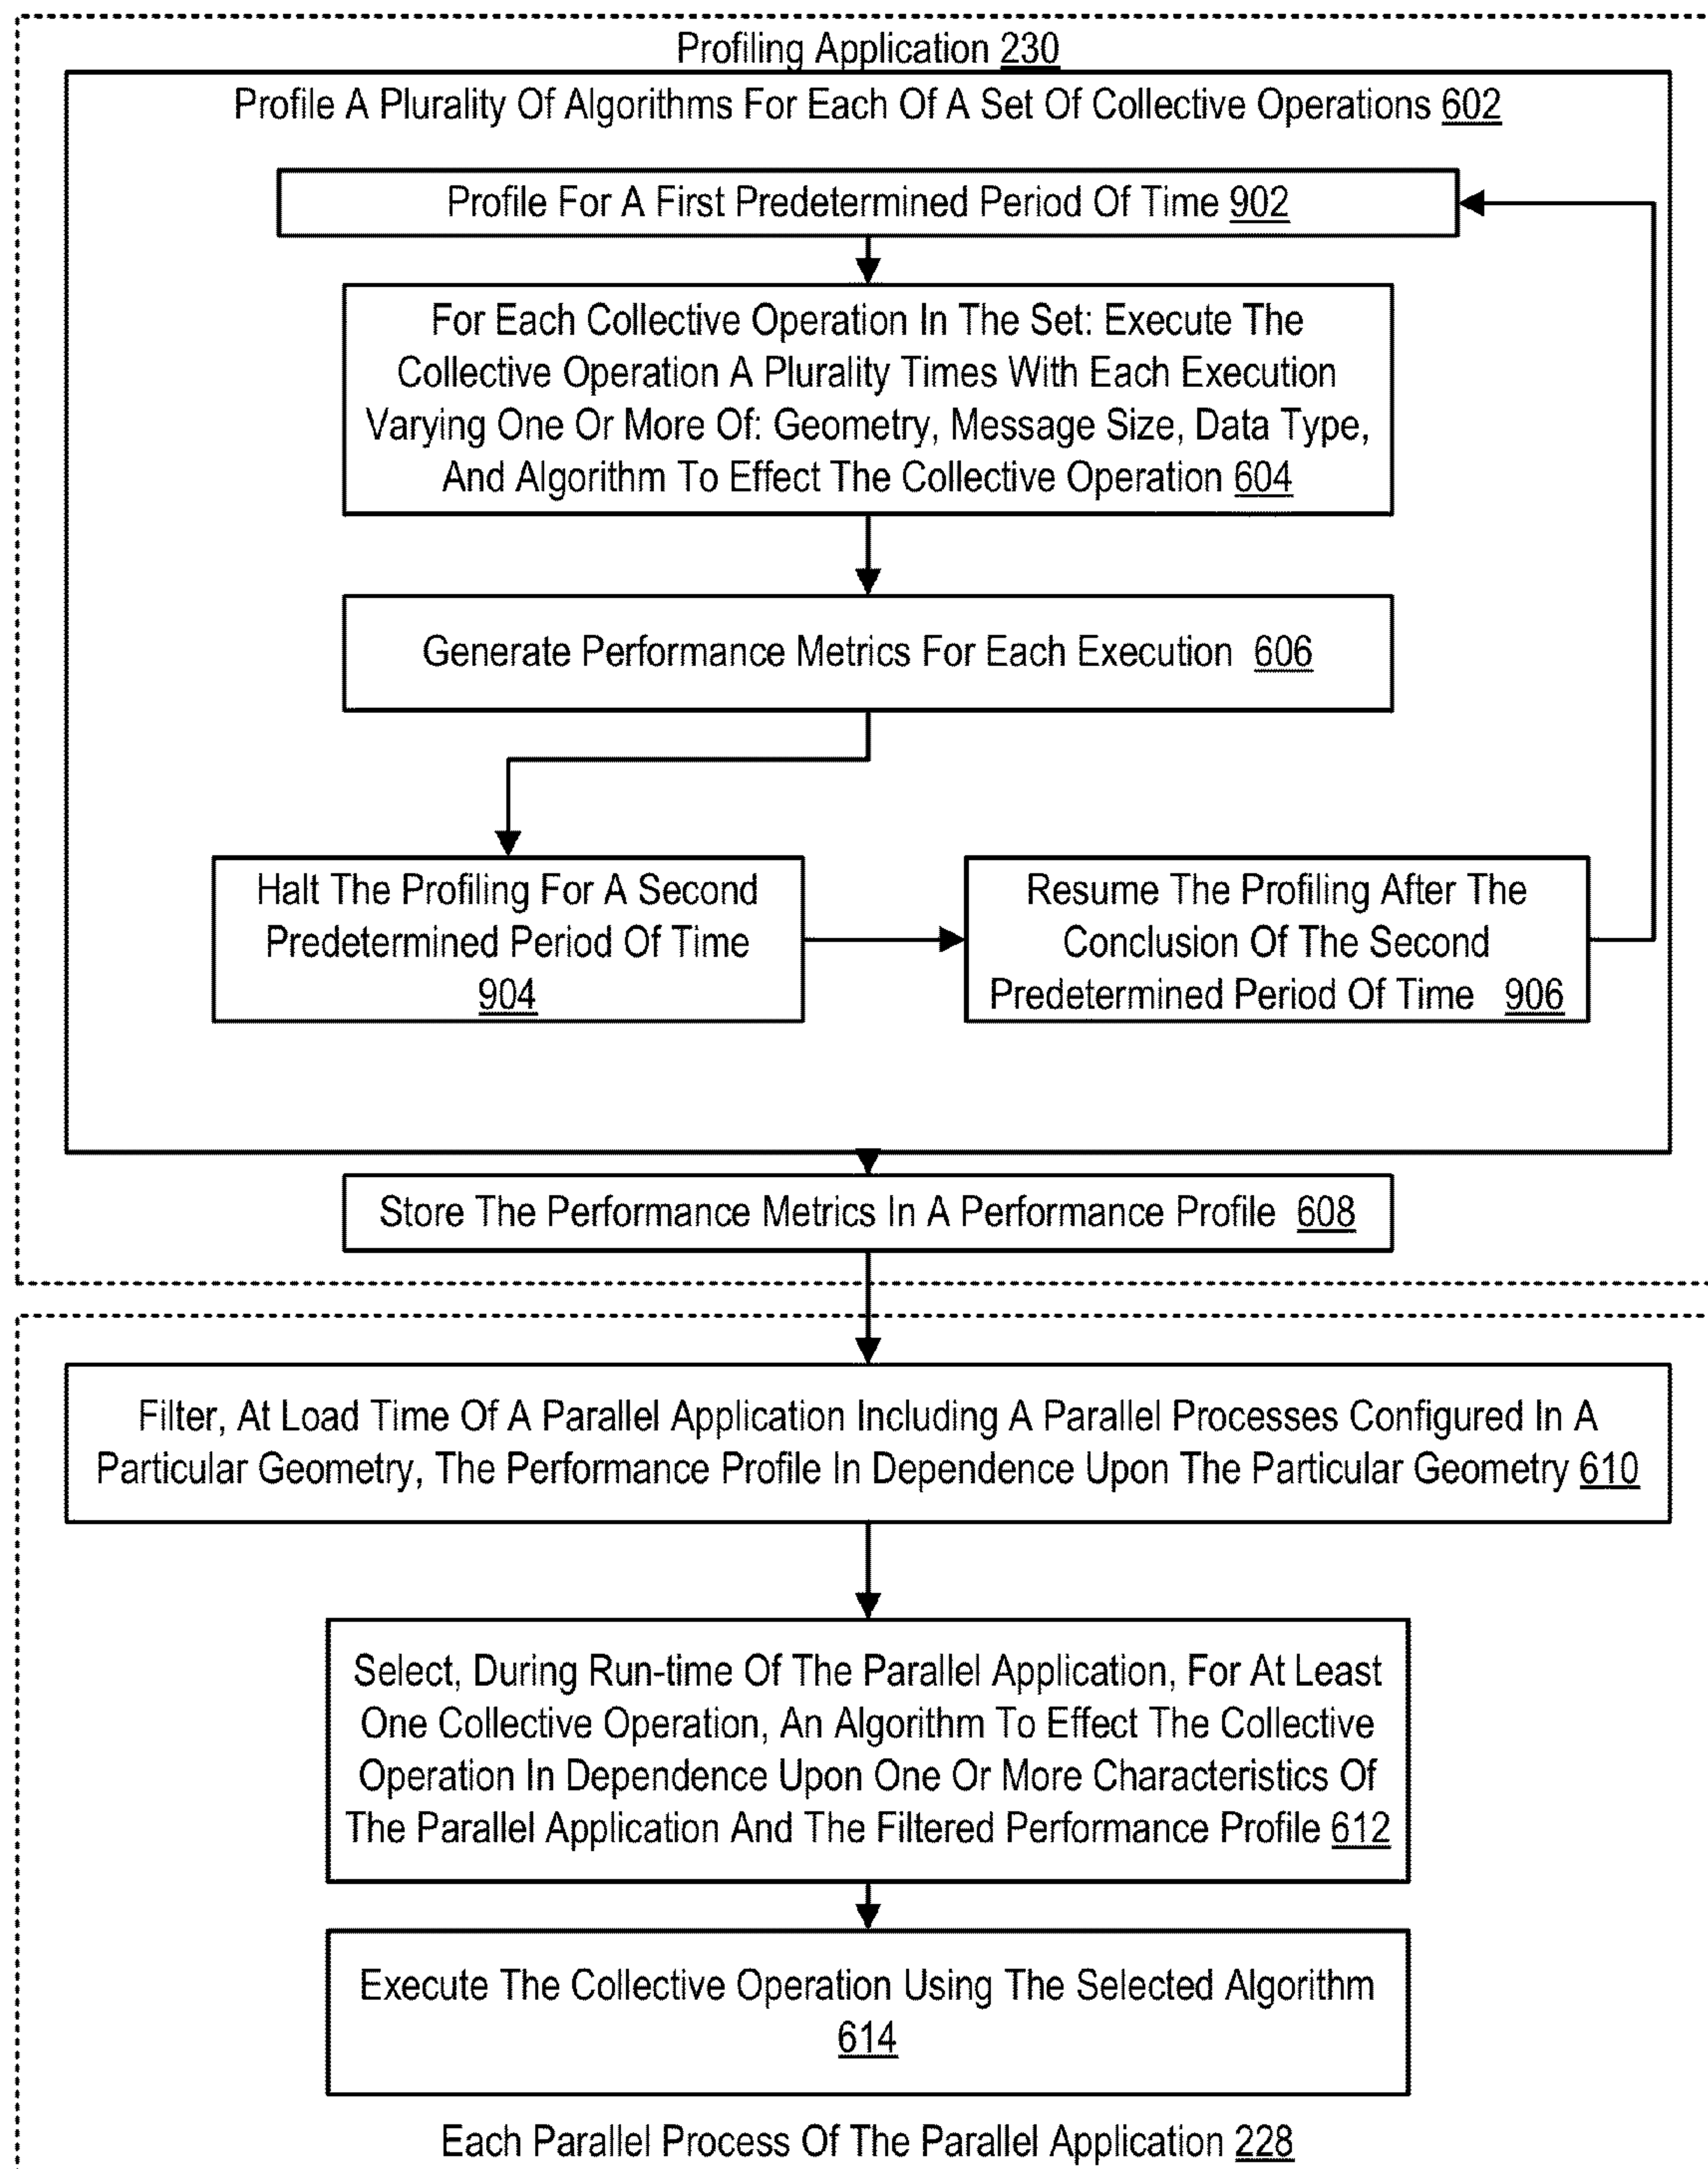 Profiling Application 230
Profile A Plurality Of Algorithms For Each Of A Set Of Collective Operations 602
Profile For A First Predetermined Period Of Time 902
For Each Collective Operation In The Set: Execute The
Collective Operation A Plurality Times With Each Execution
Varying One Or More Of: Geometry, Message Size, Data Type,
And Algorithm To Effect The Collective Operation 604
Generate Performance Metrics For Each Execution 606
Halt The Profiling For A Second
Predetermined Period Of Time
904
Resume The Profiling After The
Conclusion Of The Second
Predetermined Period Of Time 906
Store The Performance Metrics In A Performance Profile 608
Filter, At Load Time Of A Parallel Application Including A Parallel Processes Configured In A
Particular Geometry, The Performance Profile In Dependence Upon The Particular Geometry 610
Select, During Run-time Of The Parallel Application, For At Least
One Collective Operation, An Algorithm To Effect The Collective
Operation In Dependence Upon One Or More Characteristics Of
The Parallel Application And The Filtered Performance Profile 612
Execute The Collective Operation Using The Selected Algorithm
614
Each Parallel Process Of The Parallel Application 228